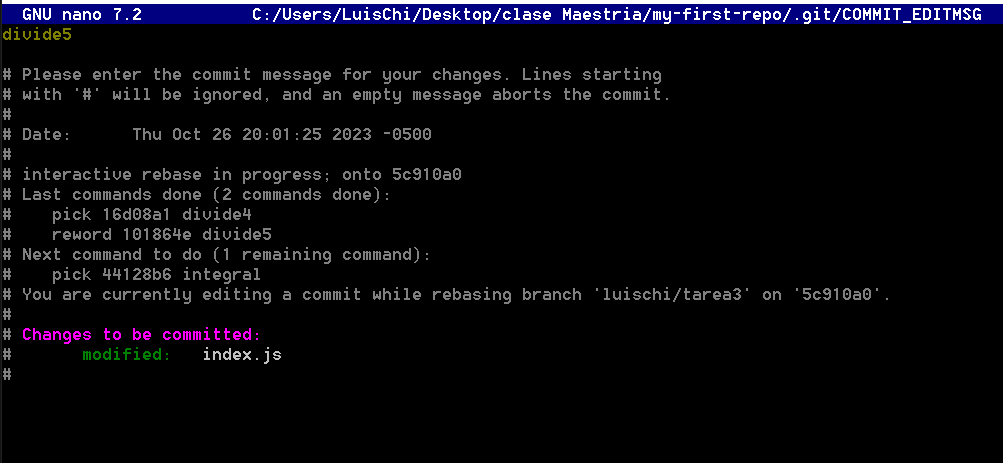 GNU nano 7.2 C:/Users/LuisChi/Desktop/clase Maestria/my-first-repo/.git/COMMIT_EDITMSG
divide5
# Please enter the commit message for your changes. Lines starting
# with '#' will be ignored, and an empty message aborts the commit.
#
# Date: Thu Oct 26 20:01:25 2023 -0500
#
# interactive rebase in progress; onto 5c910a0
# Last commands done (2 commands done):
# pick 16d08a1 divide4
# reword 101864e divide5
# Next command to do (1 remaining command):
# pick 44128b6 integral
# You are currently editing a commit while rebasing branch 'luischi/tarea3' on '5c910a0'.
#
# Changes to be committed:
# modified: index.js
#